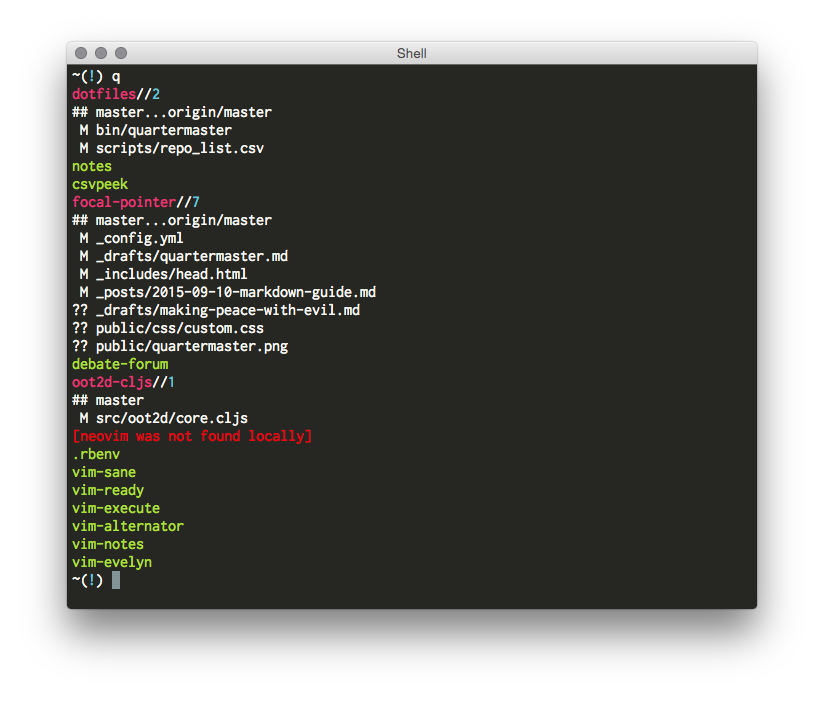 Shell
~(!) q
dotfiles//2
## master...origin/master
 M bin/quartermaster
 M scripts/repo_list.csv
notes
csvpeek
focal-pointer//7
## master...origin/master
 M _config.yml
 M _drafts/quartermaster.md
 M _includes/head.html
 M _posts/2015-09-10-markdown-guide.md
?? _drafts/making-peace-with-evil.md
?? public/css/custom.css
?? public/quartermaster.png
debate-forum
oot2d-cljs//1
## master
 M src/oot2d/core.cljs
[neovim was not found locally]
.rbenv
vim-sane
vim-ready
vim-execute
vim-alternator
vim-notes
vim-evelyn
~(!)